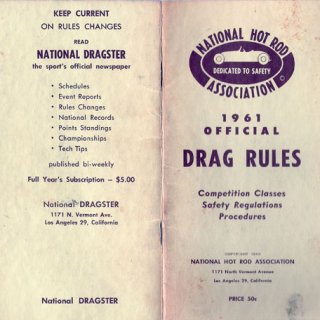 KEEP CURRENT
ON RULES CHANGES
READ
NATIONAL DRAGSTER
the sport's official newspaper
• Schedules
• Event Reports
• Rules Changes
• National Records
• Points Standings
• Championships
• Tech Tips
published bi-weekly
Full Year's Subscription — $5.00
National DRAGSTER
1171 N. Vermont Ave.
Los Angeles 29, California
National DRAGSTER
NATIONAL HOT ROD
DEDICATED TO SAFETY
ASSOCIATION
©
1961
OFFICIAL
DRAG RULES
Competition Classes
Safety Regulations
Procedures
COPYRIGHT
NATIONAL HOT ROD ASSOCIATION
1171 North Vermont Avenue
Los Angeles 29, California
PRICE 50c